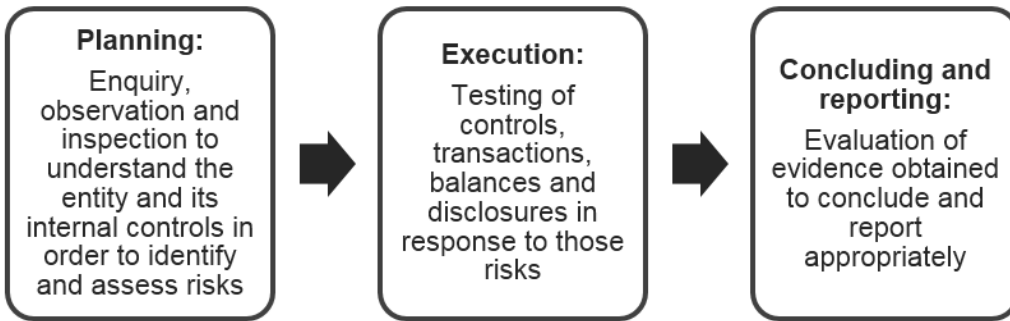 Planning:
Enquiry,
observation and
inspection to
understand the
entity and its
internal controls in
order to identify
and assess risks
Execution:
Testing of
controls,
transactions,
balances and
disclosures in
response to those
risks
Concluding and
reporting:
Evaluation of
evidence obtained
to conclude and
report
appropriately